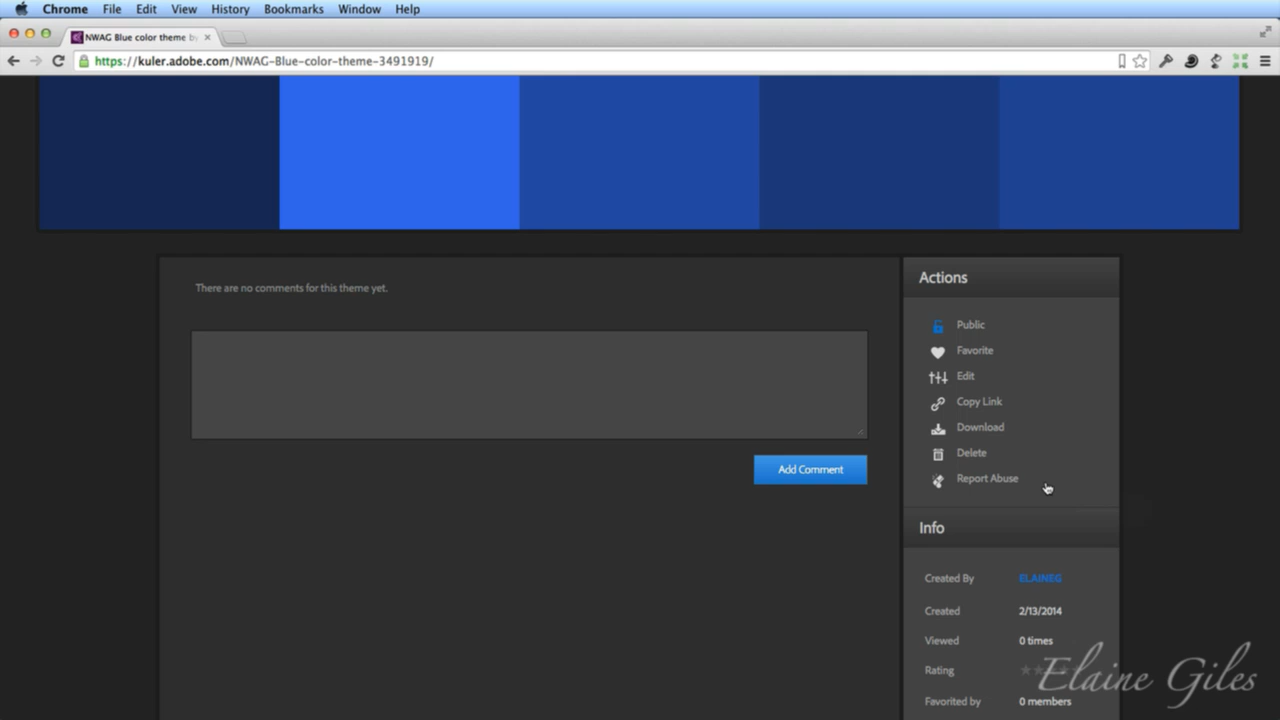 Chrome File Edit View History Bookmarks Window Help
NWAG Blue color theme b
https://kuler.adobe.com/NWAG-Blue-color-theme-3491919/
There are no comments for this theme yet.
Add Comment
Actions
Public
Favorite
Edit
Copy Link
Download
Delete
Report Abuse
Info
Created By ELAINEG
Created 2/13/2014
Viewed 0 times
Rating
Favorited by 0 members
Elaine Giles